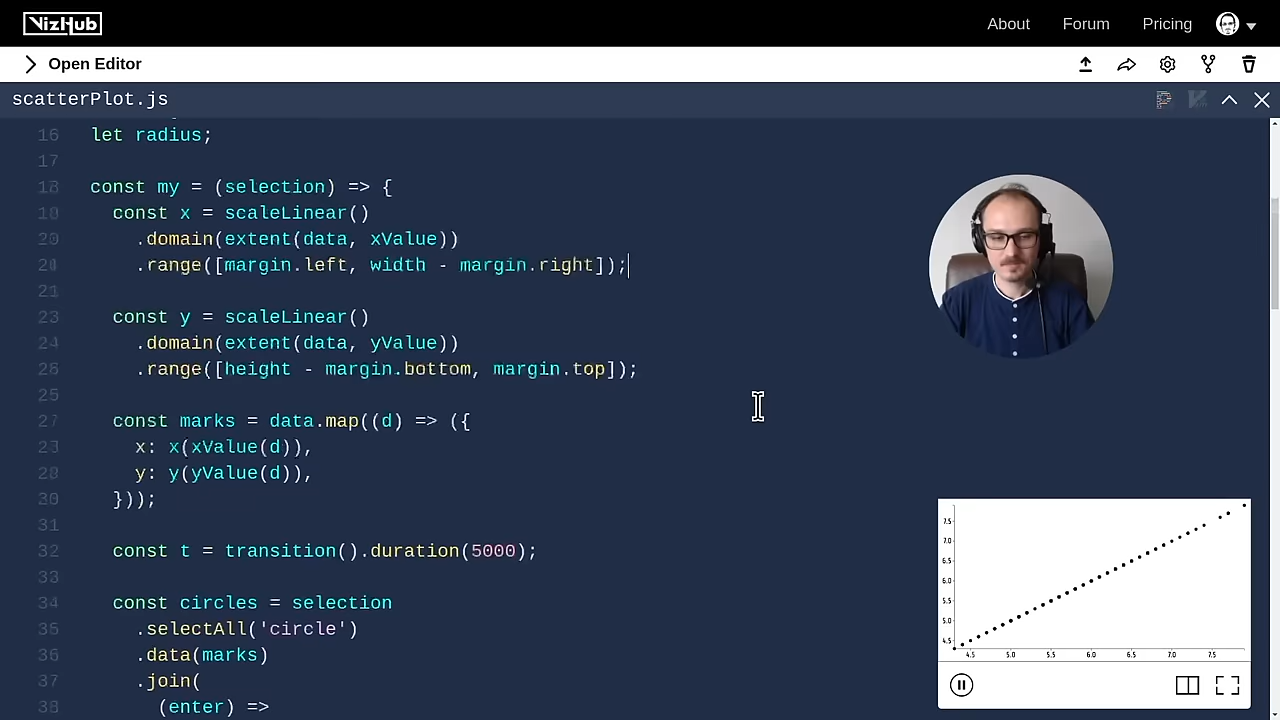 VizHub
About Forum Pricing
Open Editor
scatterPlot.js
16 let radius;
17
18 const my = (selection) => {
19 const x = scaleLinear()
20 .domain(extent(data, xValue))
21 .range([margin.left, width - margin.right]);
23 const y = scaleLinear()
24 .domain(extent(data, yValue))
.range([height - margin.bottom, margin.top]);
27 const marks = data.map((d) => ({
x: x(xValue(d)),
y: y(yValue(d)),
30 }));
31
32 const t = transition().duration(5000);
33
34 const circles = selection
35 .selectAll('circle')
36 .data(marks)
37 .join(
38 (enter) =>
7.5
7.0
6.5
6.0
5.5
5.0
4.5
4.5 5.0 5.5 6.0 6.5 7.0 7.5